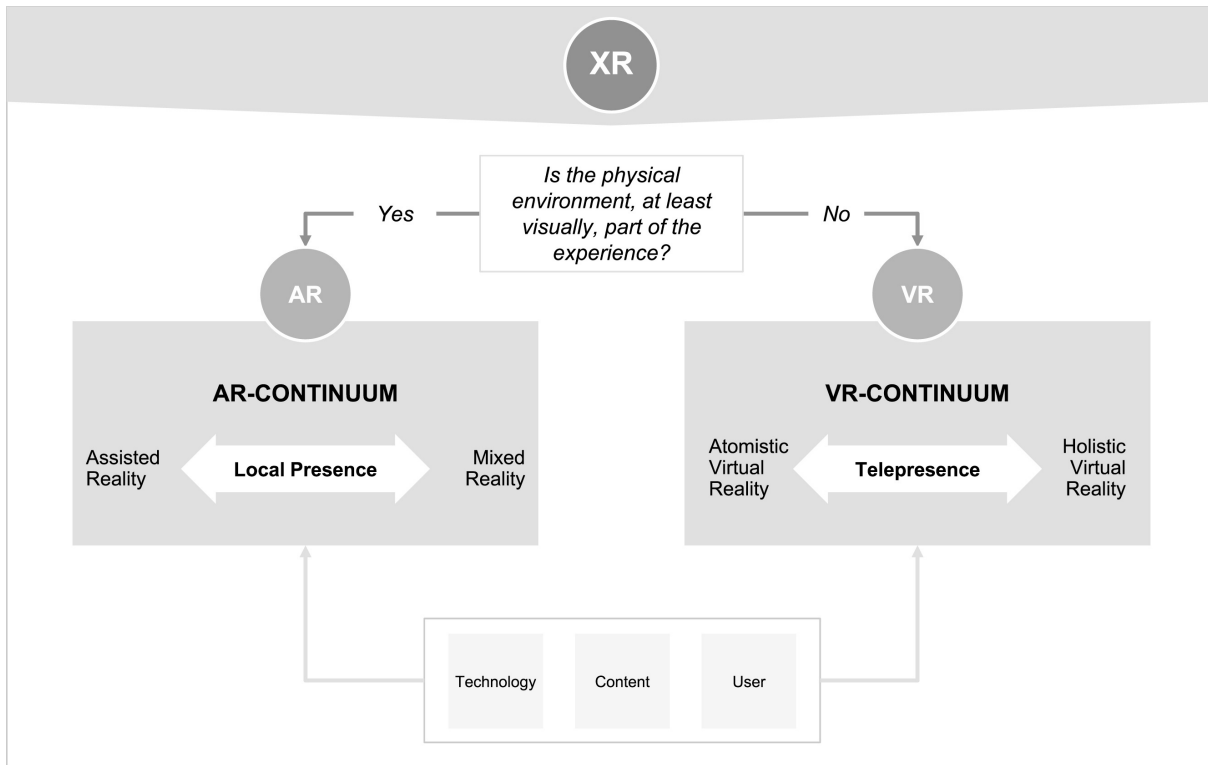 XR
Is the physical
environment, at least
visually, part of the
experience?
Yes
No
AR
VR
AR-CONTINUUM
Assisted
Reality
Local Presence
Mixed
Reality
VR-CONTINUUM
Atomistic
Virtual
Reality
Telepresence
Holistic
Virtual
Reality
Technology
Content
User